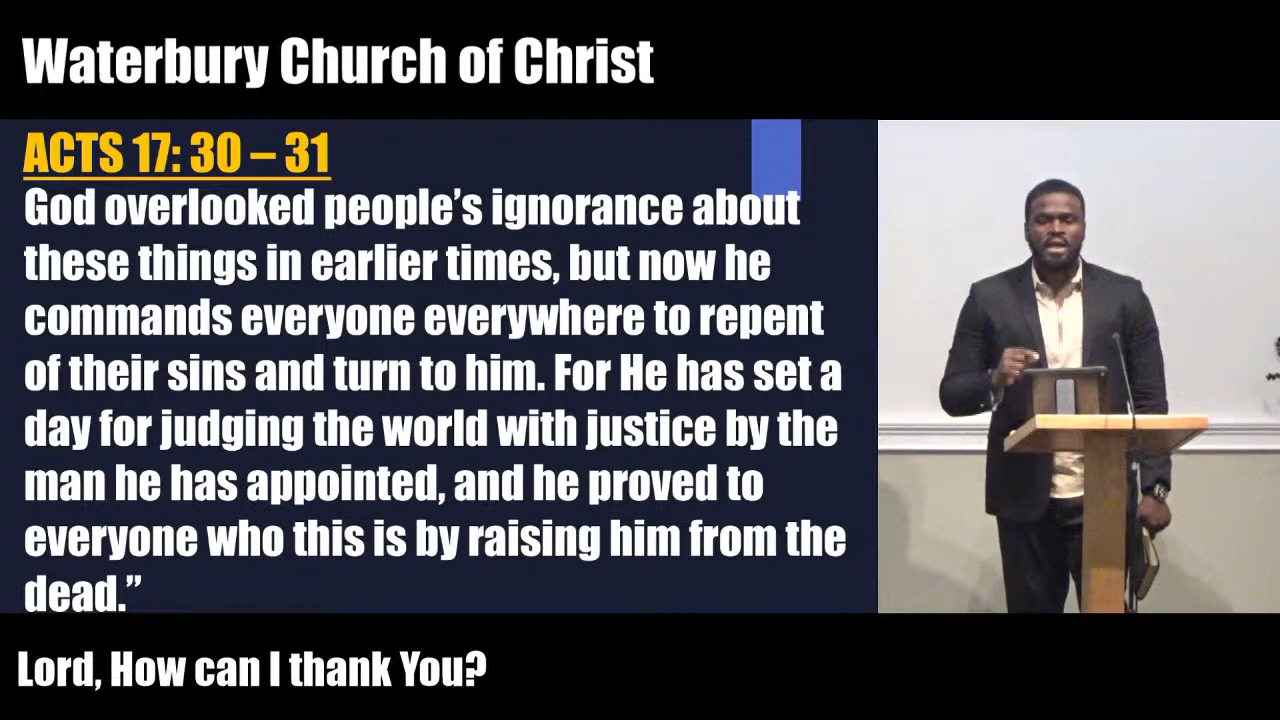 Waterbury Church of Christ
ACTS 17: 30 – 31
God overlooked people’s ignorance about
these things in earlier times, but now he
commands everyone everywhere to repent
of their sins and turn to him. For He has set a
day for judging the world with justice by the
man he has appointed, and he proved to
everyone who this is by raising him from the
dead.”
Lord, How can I thank You?